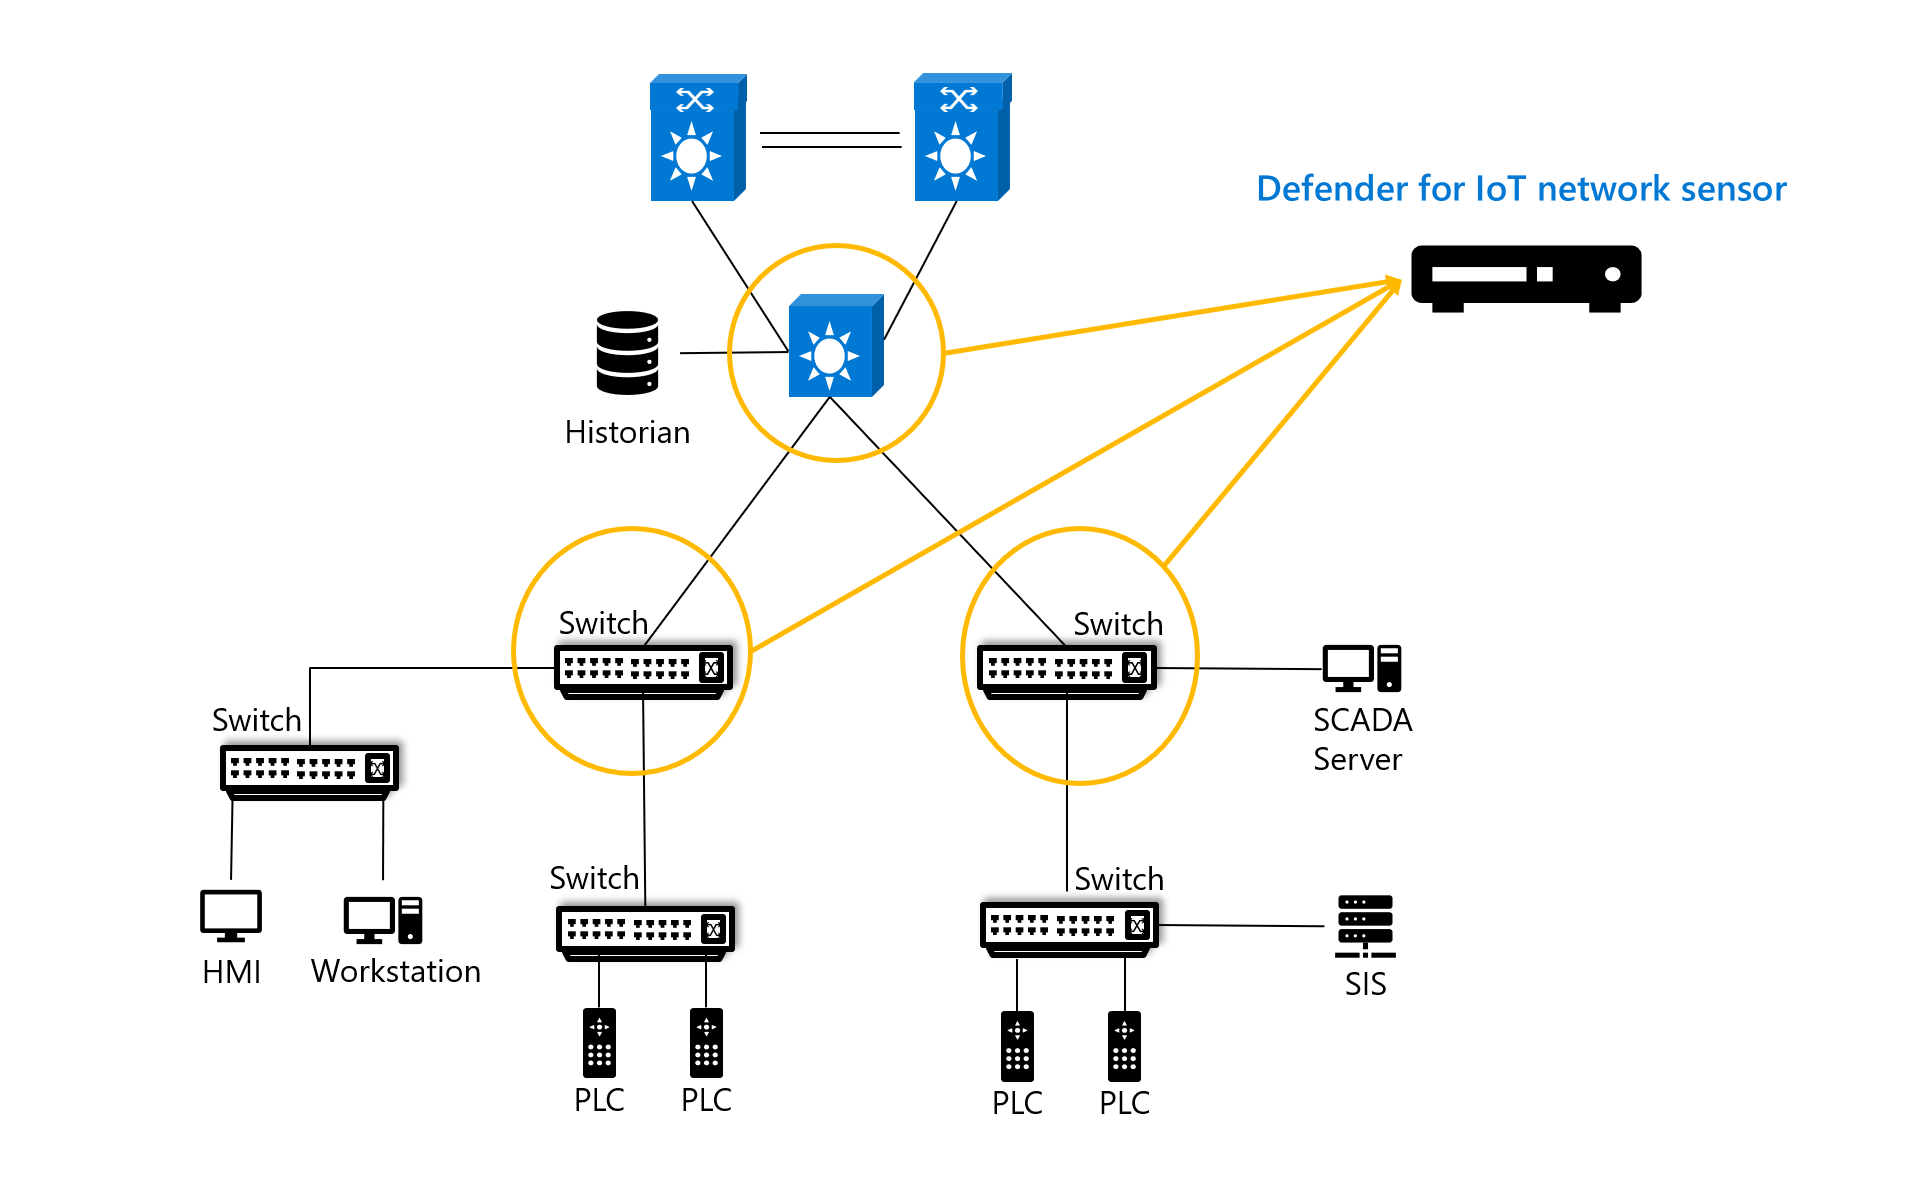 Defender for IoT network sensor
Historian
Switch
Switch
SCADA
Server
Switch
Switch
Switch
HMI
Workstation
SIS
PLC
PLC
PLC
PLC